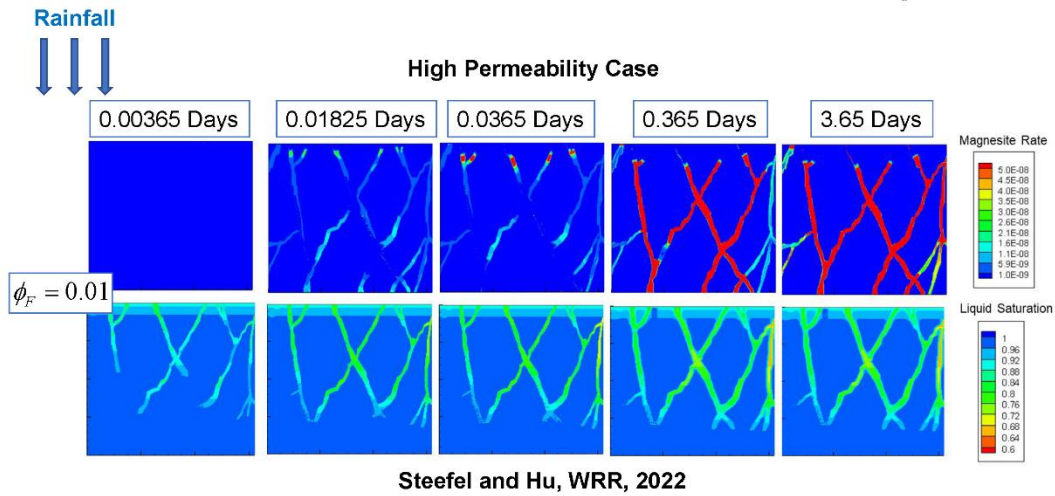 Rainfall
High Permeability Case
0.00365 Days
0.01825 Days
0.0365 Days
0.365 Days
3.65 Days
Magnesite Rate
5.0E-08
4.5E-08
4.0E-08
3.5E-08
2.6E-08
2.1E-08
1.6E-08
1.1E-08
5.9E-09
1.0E-09
ϕ_F = 0.01
Liquid Saturation
1
0.96
0.92
0.88
0.84
0.8
0.76
0.72
0.68
0.64
0.6
Steefel and Hu, WRR, 2022